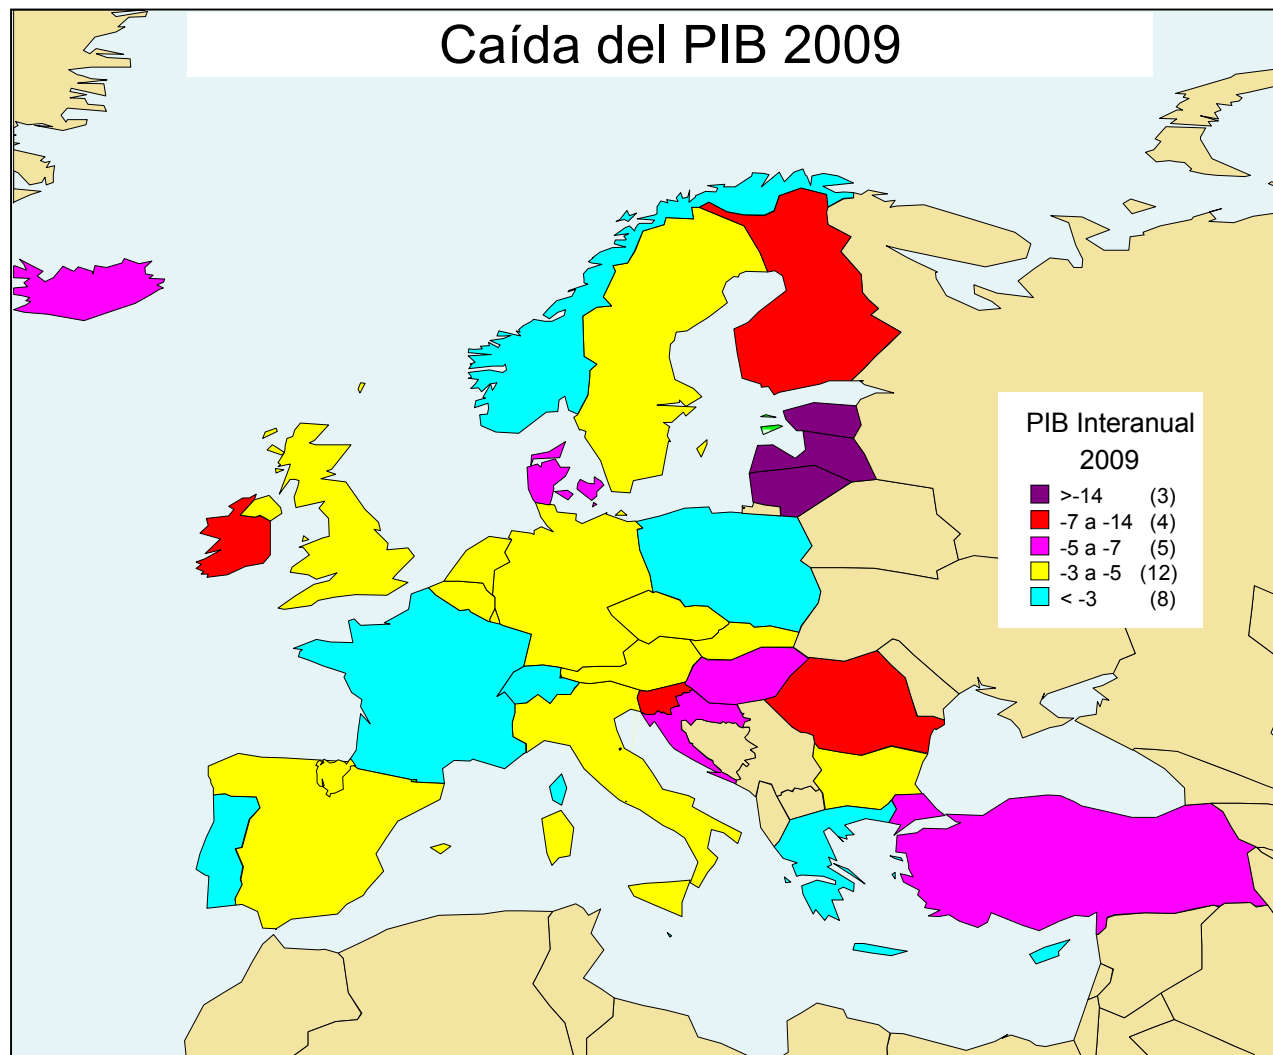 Caída del PIB 2009
PIB Interanual
2009
>-14 (3)
-7 a -14 (4)
-5 a -7 (5)
-3 a -5 (12)
< -3 (8)